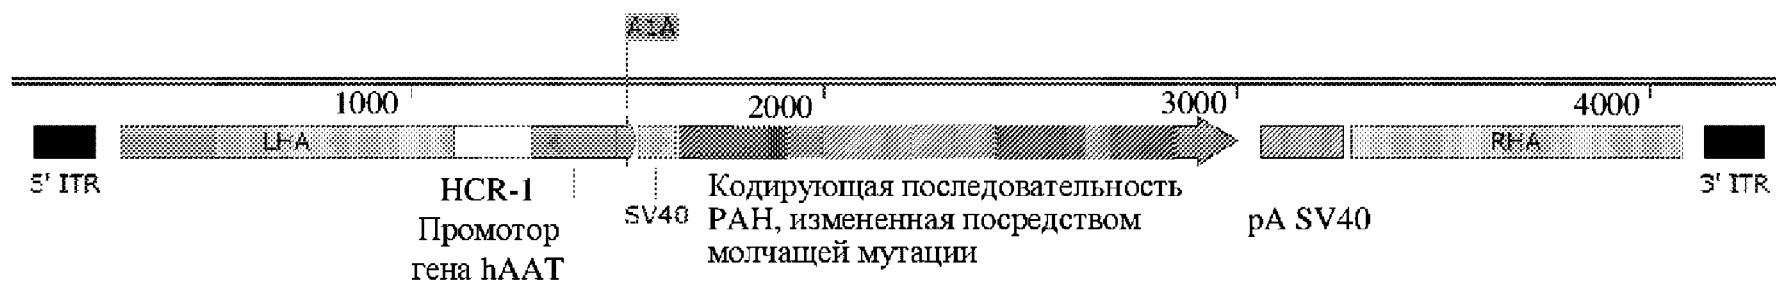 A1A
1000 2000 3000 4000
LHA RHA
5' ITR 3' ITR
HCR-1
Промотор
гена hAAT
SV40
Кодирующая последовательность
PAH, измененная посредством
молчащей мутации
pA SV40